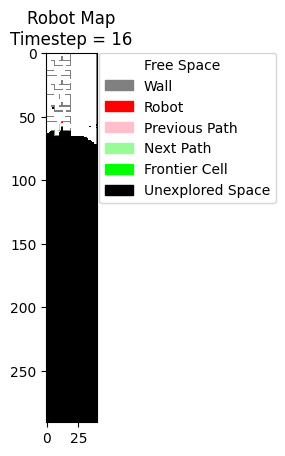 Robot Map
Timestep = 16
Free Space
Wall
Robot
Previous Path
Next Path
Frontier Cell
Unexplored Space
0
50
100
150
200
250
0 25